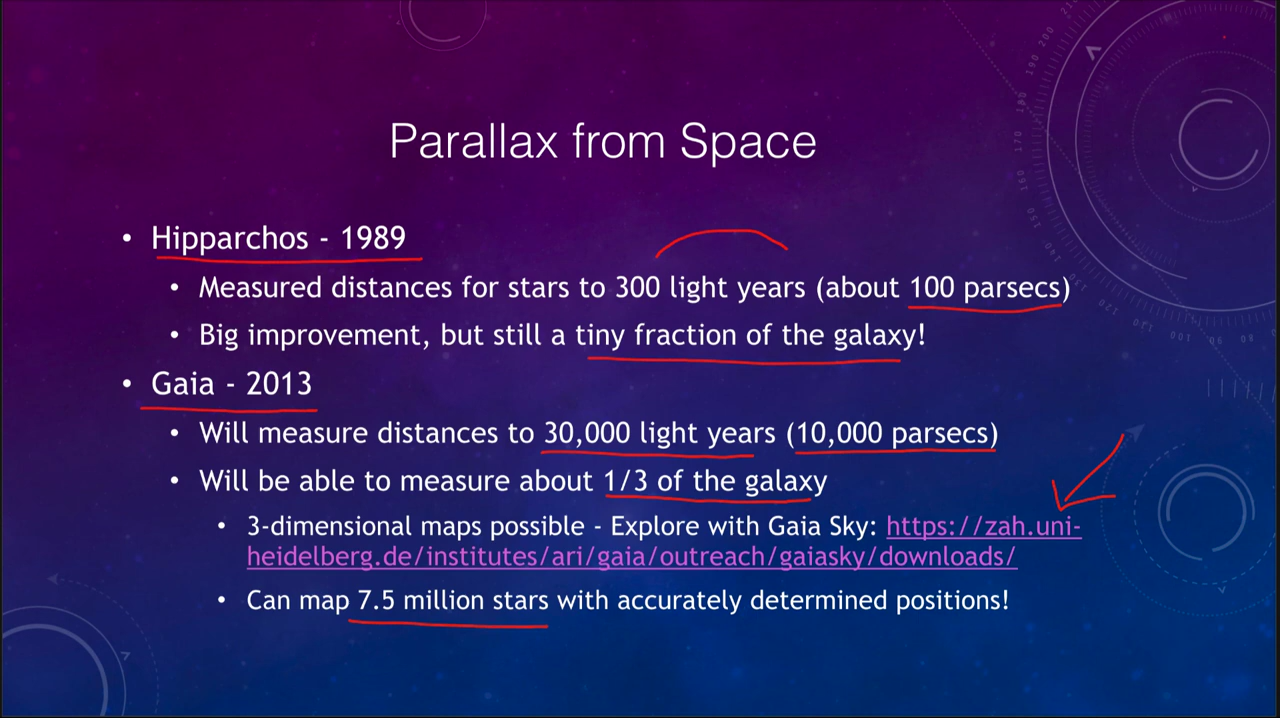 Parallax from Space
• Hipparchos - 1989
• Measured distances for stars to 300 light years (about 100 parsecs)
• Big improvement, but still a tiny fraction of the galaxy!
• Gaia - 2013
• Will measure distances to 30,000 light years (10,000 parsecs)
• Will be able to measure about 1/3 of the galaxy
• 3-dimensional maps possible - Explore with Gaia Sky: https://zah.uni-
heidelberg.de/institutes/ari/gaia/outreach/gaiasky/downloads/
• Can map 7.5 million stars with accurately determined positions!